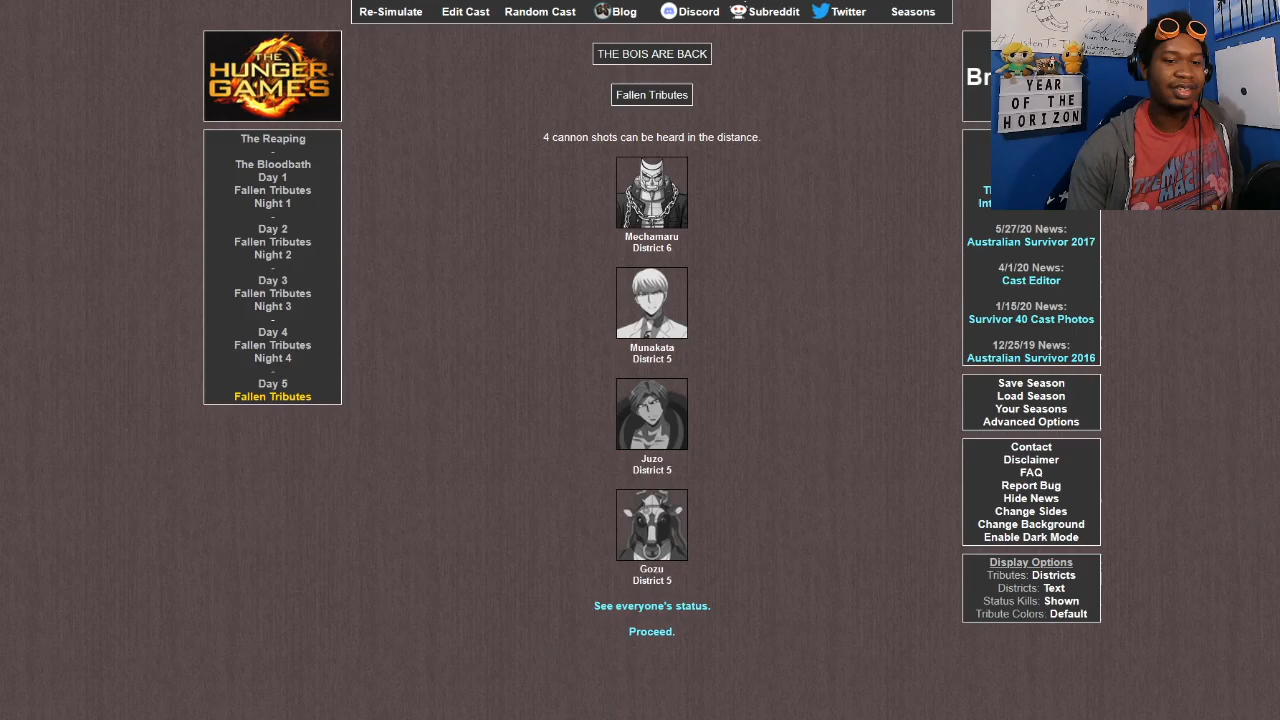 Re-Simulate Edit Cast Random Cast Blog Discord Subreddit Twitter Seasons
THE HUNGER GAMES
The Reaping
-
The Bloodbath
Day 1
Fallen Tributes
Night 1
-
Day 2
Fallen Tributes
Night 2
-
Day 3
Fallen Tributes
Night 3
-
Day 4
Fallen Tributes
Night 4
-
Day 5
Fallen Tributes
THE BOIS ARE BACK
Fallen Tributes
4 cannon shots can be heard in the distance.
Mechamaru
District 6
Munakata
District 5
Juzo
District 5
Gozu
District 5
See everyone's status.
Proceed.
YEAR
OF THE
HORIZON
THE MYSTERY
MACHINE
5/27/20 News:
Australian Survivor 2017
4/1/20 News:
Cast Editor
1/15/20 News:
Survivor 40 Cast Photos
12/25/19 News:
Australian Survivor 2016
Save Season
Load Season
Your Seasons
Advanced Options
Contact
Disclaimer
FAQ
Report Bug
Hide News
Change Sides
Change Background
Enable Dark Mode
Display Options
Tributes: Districts
Districts: Text
Status Kills: Shown
Tribute Colors: Default